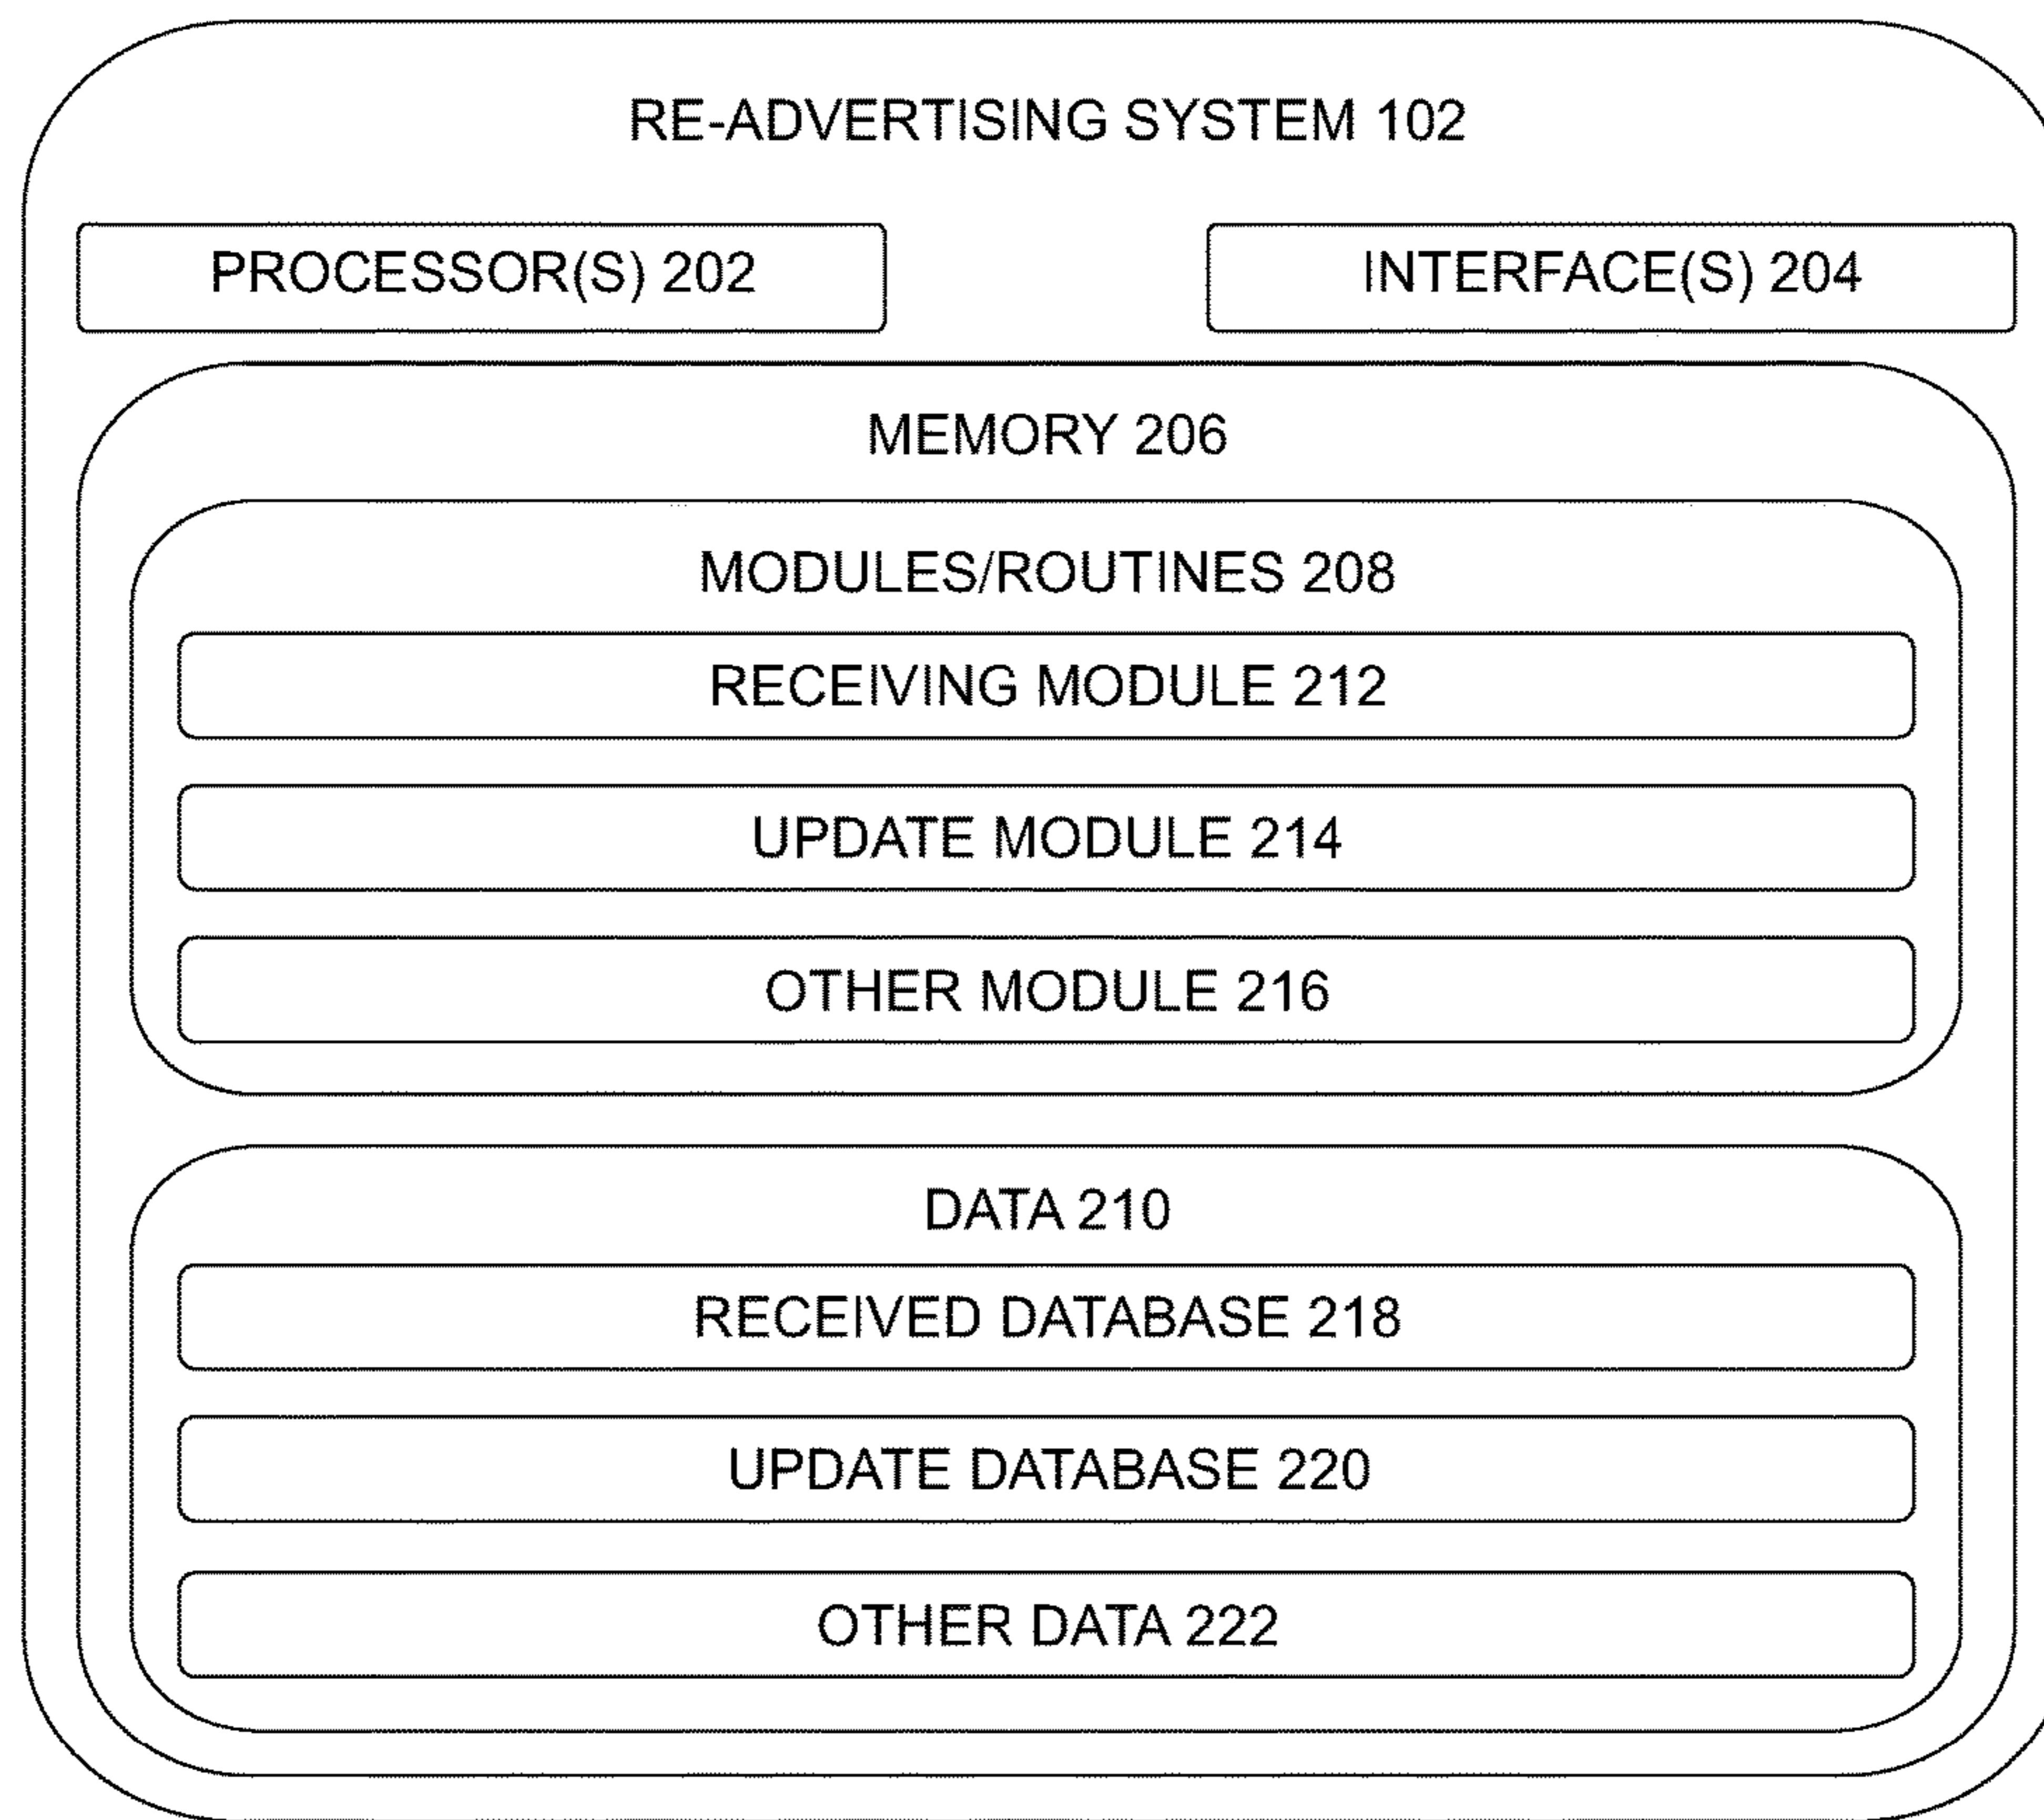 RE-ADVERTISING SYSTEM 102
PROCESSOR(S) 202
INTERFACE(S) 204
MEMORY 206
MODULES/ROUTINES 208
RECEIVING MODULE 212
UPDATE MODULE 214
OTHER MODULE 216
DATA 210
RECEIVED DATABASE 218
UPDATE DATABASE 220
OTHER DATA 222